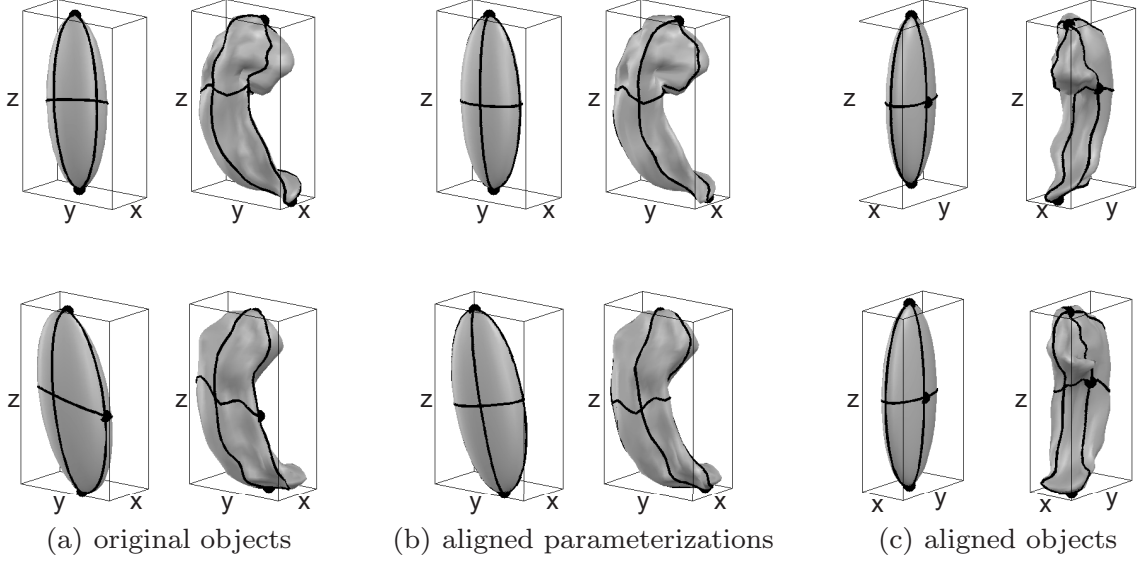 z z z z z z
y x y x y x y x x y x y
z z z z z z
y x y x y x y x x y x y
(a) original objects (b) aligned parameterizations (c) aligned objects